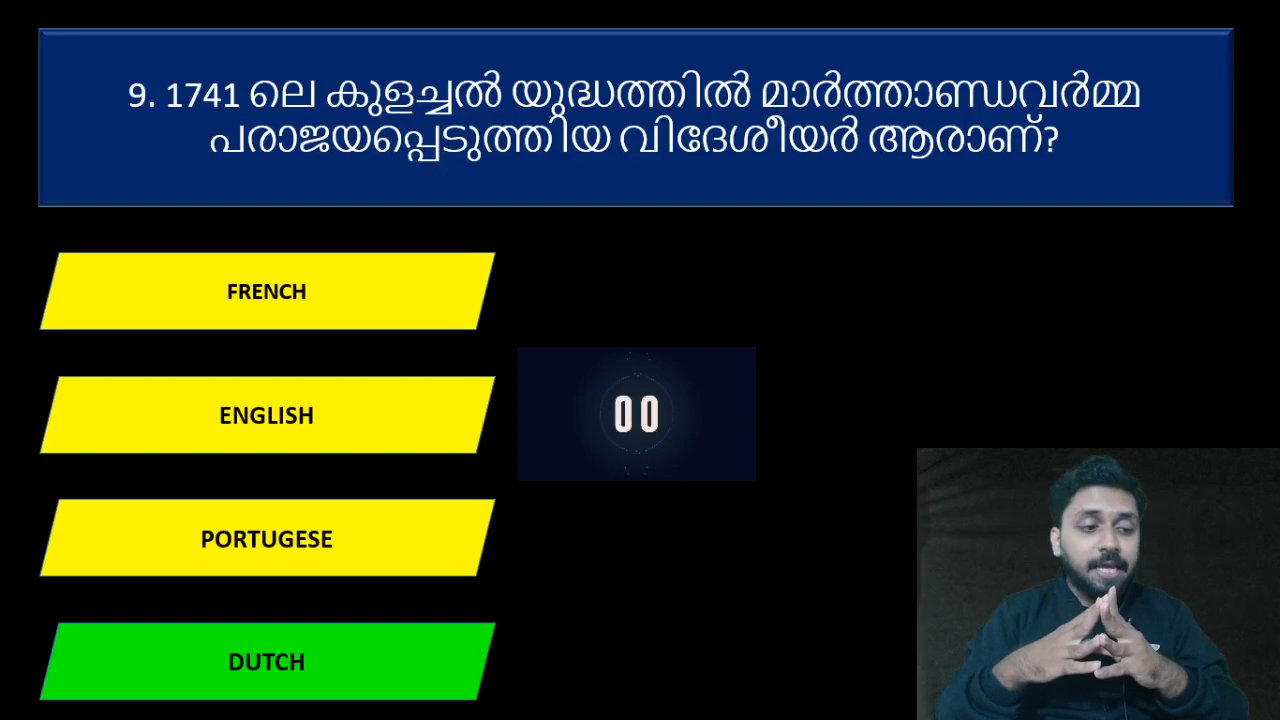 9. 1741 ലെ കുളച്ചൽ യുദ്ധത്തിൽ മാർത്താണ്ഡവർമ്മ
പരാജയപ്പെടുത്തിയ വിദേശീയർ ആരാണ്?
FRENCH
ENGLISH
00
PORTUGESE
DUTCH